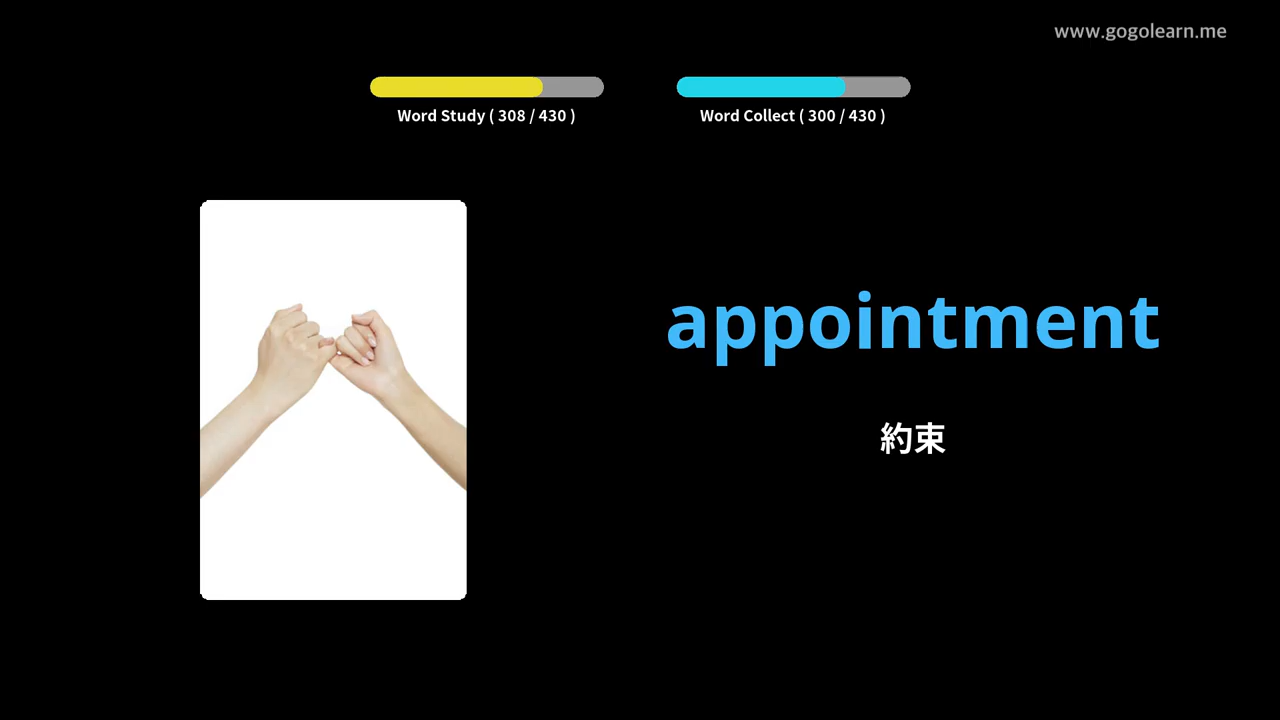 www.gogolearn.me
Word Study ( 308 / 430 )
Word Collect ( 300 / 430 )
appointment
約束